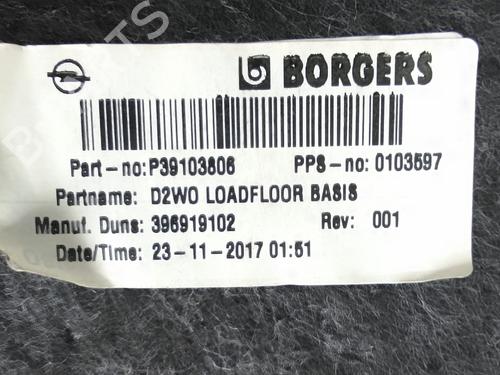 BORGERS
Part-no:P39103606 PPS-no: 0103597
Partname: D2WO LOADFLOOR BASIS
Manuf. Duns: 396919102 Rev: 001
Date/Time: 23-11-2017 01:51